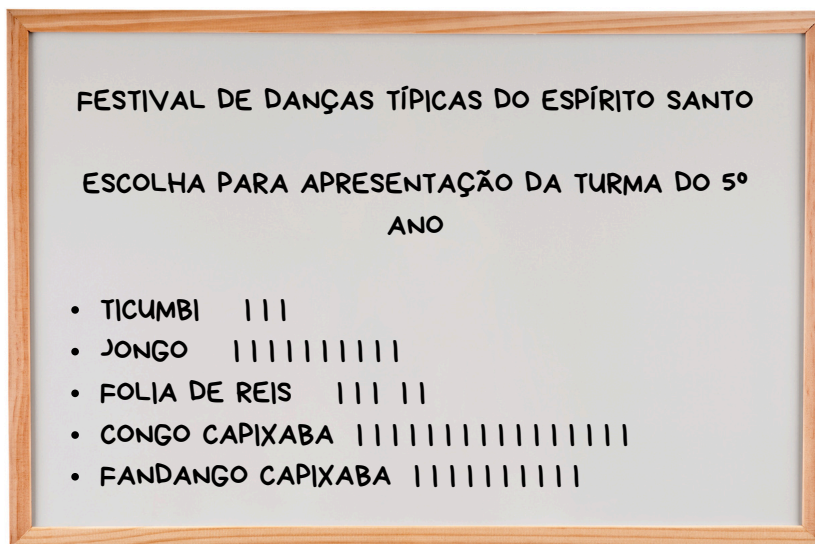 FESTIVAL DE DANÇAS TÍPICAS DO ESPÍRITO SANTO
ESCOLHA PARA APRESENTAÇÃO DA TURMA DO 5º
ANO
• TICUMBI |||
• JONGO ||||||||||
• FOLIA DE REIS ||| ||
• CONGO CAPIXABA ||||||||||||||||
• FANDANGO CAPIXABA ||||||||||